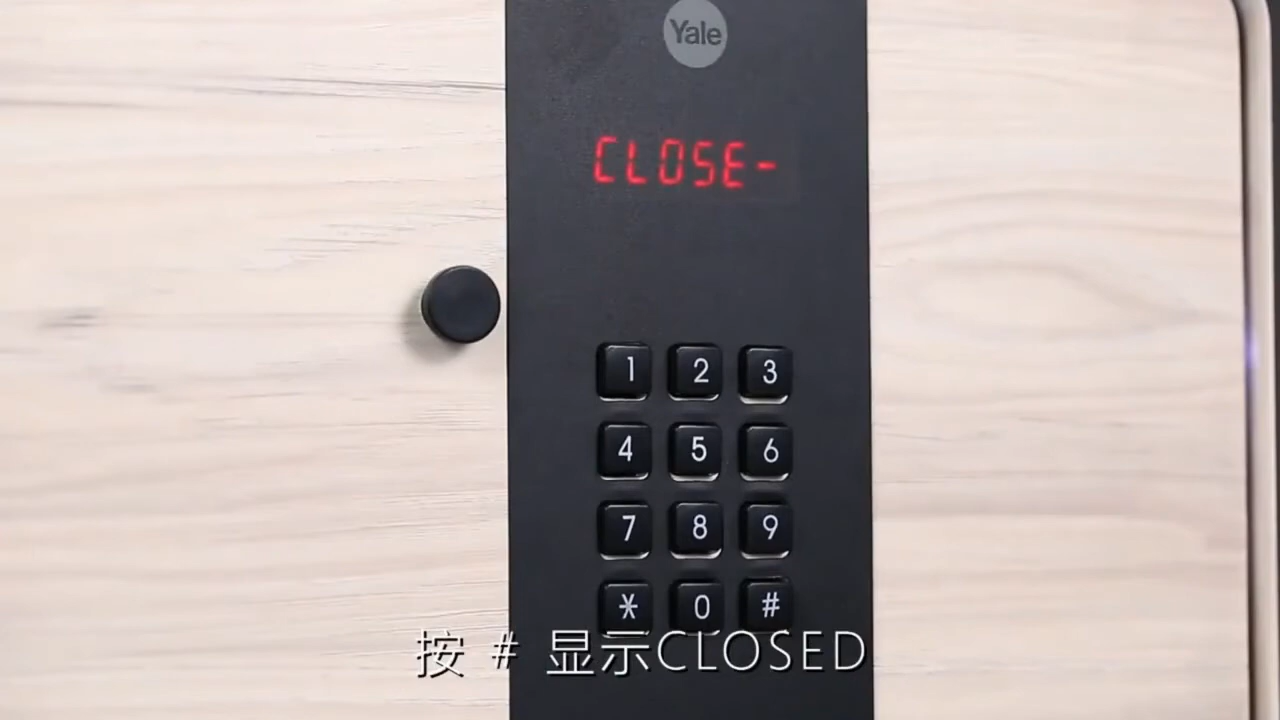 Yale
CLOSE-
1 2 3
4 5 6
7 8 9
* 0 #
按 # 显示CLOSED